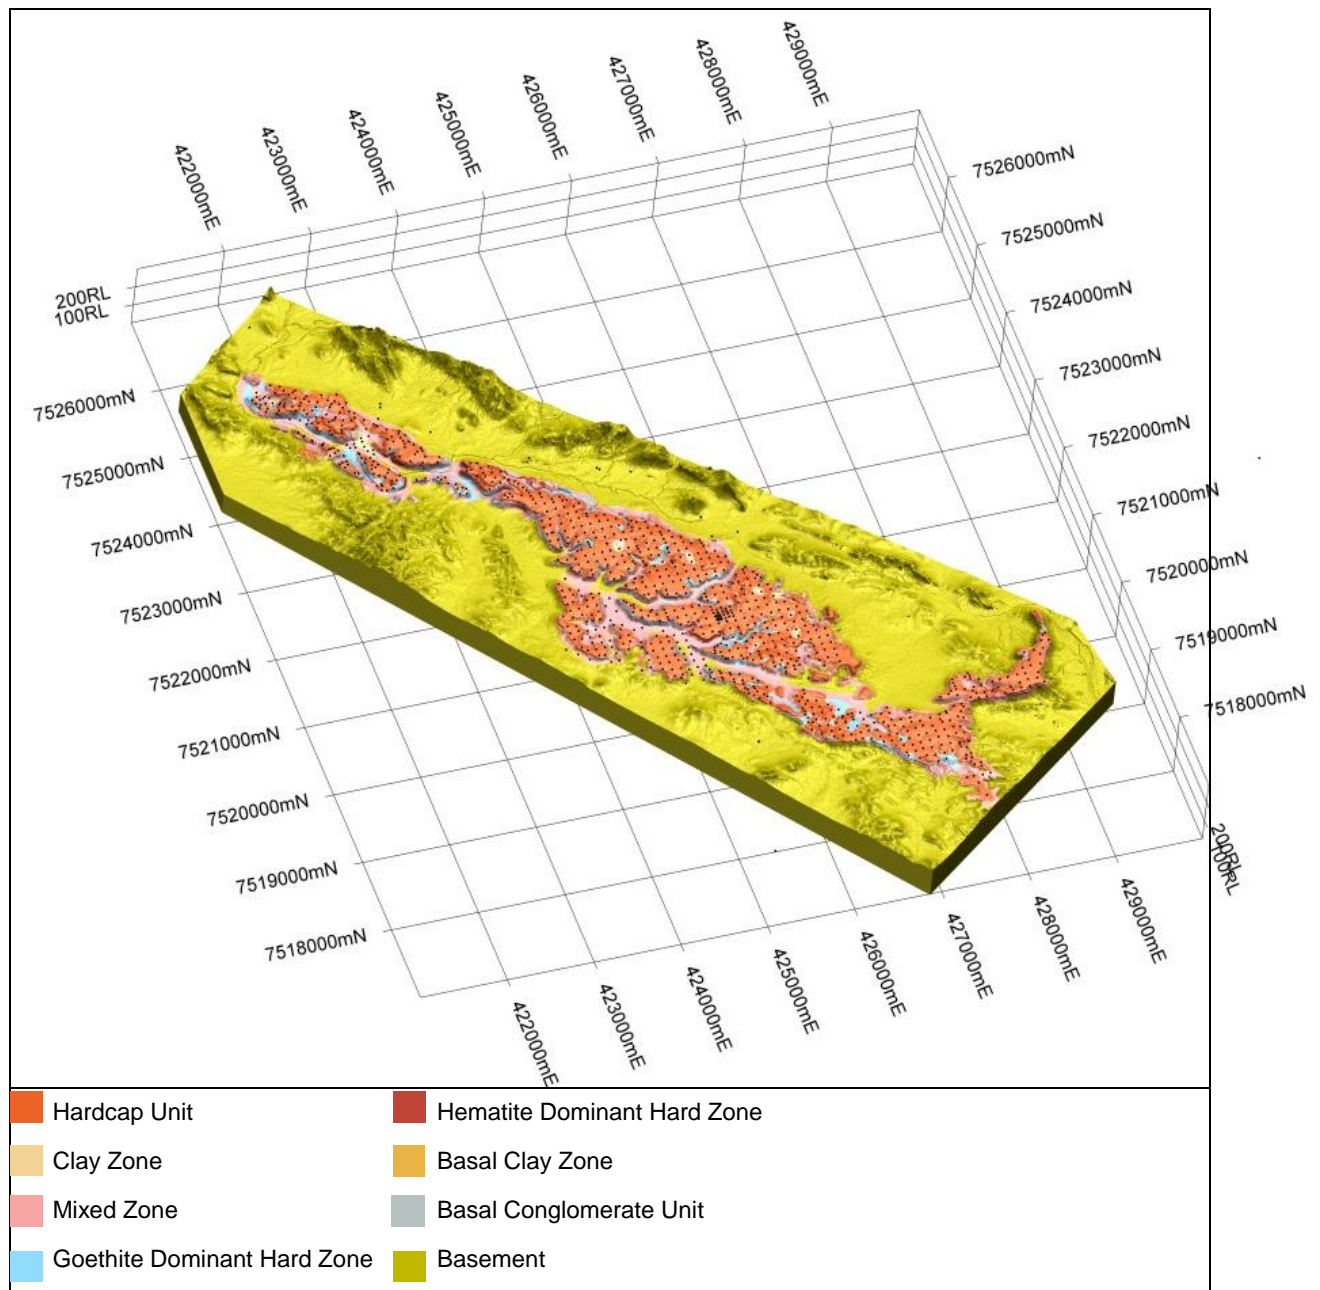 429000mE
428000mE
427000mE
426000mE
425000mE
424000mE
423000mE
422000mE
7526000mN
7525000mN
7524000mN
7523000mN
7522000mN
7521000mN
7520000mN
7519000mN
7518000mN
200RL
100RL
7526000mN
7525000mN
7524000mN
7523000mN
7522000mN
7521000mN
7520000mN
7519000mN
7518000mN
200RL
100RL
422000mE
423000mE
424000mE
425000mE
426000mE
427000mE
428000mE
429000mE
Hardcap Unit
Hematite Dominant Hard Zone
Clay Zone
Basal Clay Zone
Mixed Zone
Basal Conglomerate Unit
Goethite Dominant Hard Zone
Basement